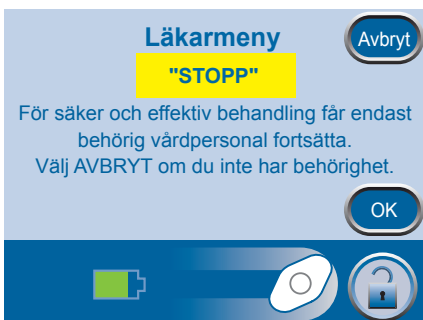 Läkarmeny
Avbryt
"STOPP"
För säker och effektiv behandling får endast
behörig vårdpersonal fortsätta.
Välj AVBRYT om du inte har behörighet.
OK